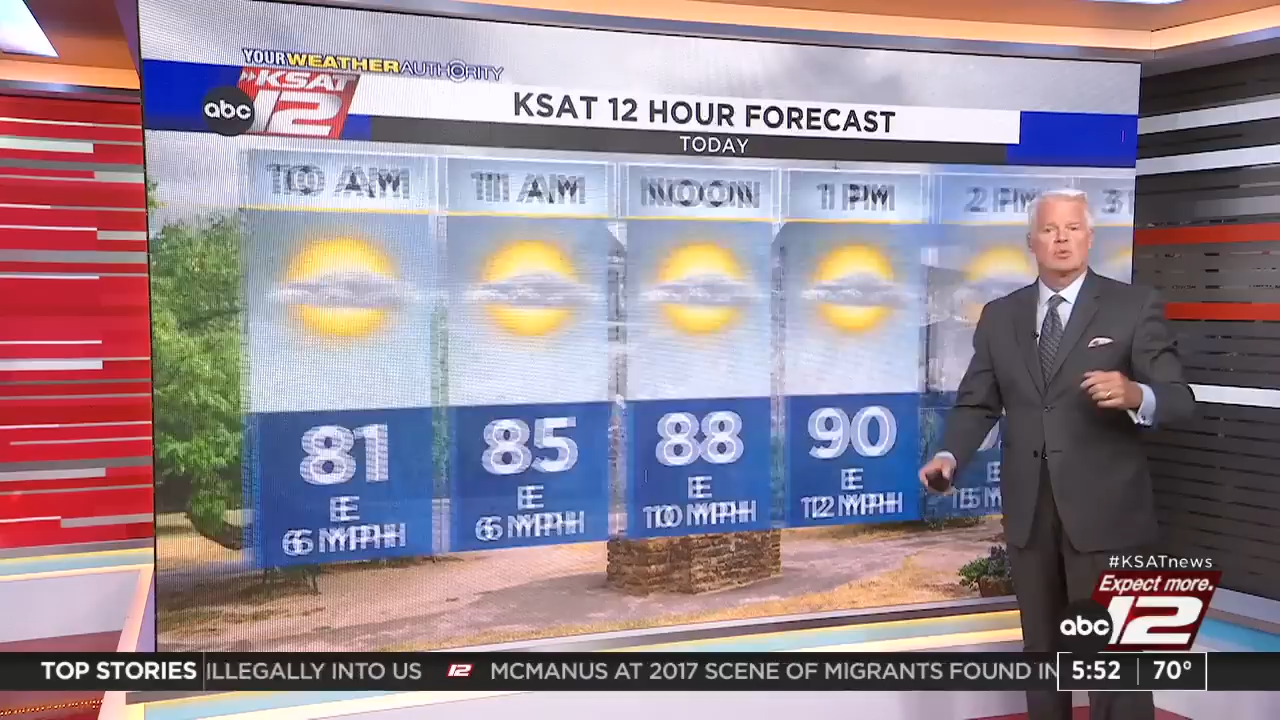 YOUR WEATHER AUTHORITY
»KSAT
abc 12
KSAT 12 HOUR FORECAST
TODAY
10 AM 11 AM NOON 1 PM 2 PM
81 85 88 90
E E E E E
6 MPH 6 MPH 10 MPH 12 MPH
#KSATnews
Expect more.
abc 12
TOP STORIES ILLEGALLY INTO US 12 MCMANUS AT 2017 SCENE OF MIGRANTS FOUND IN 5:52 70°